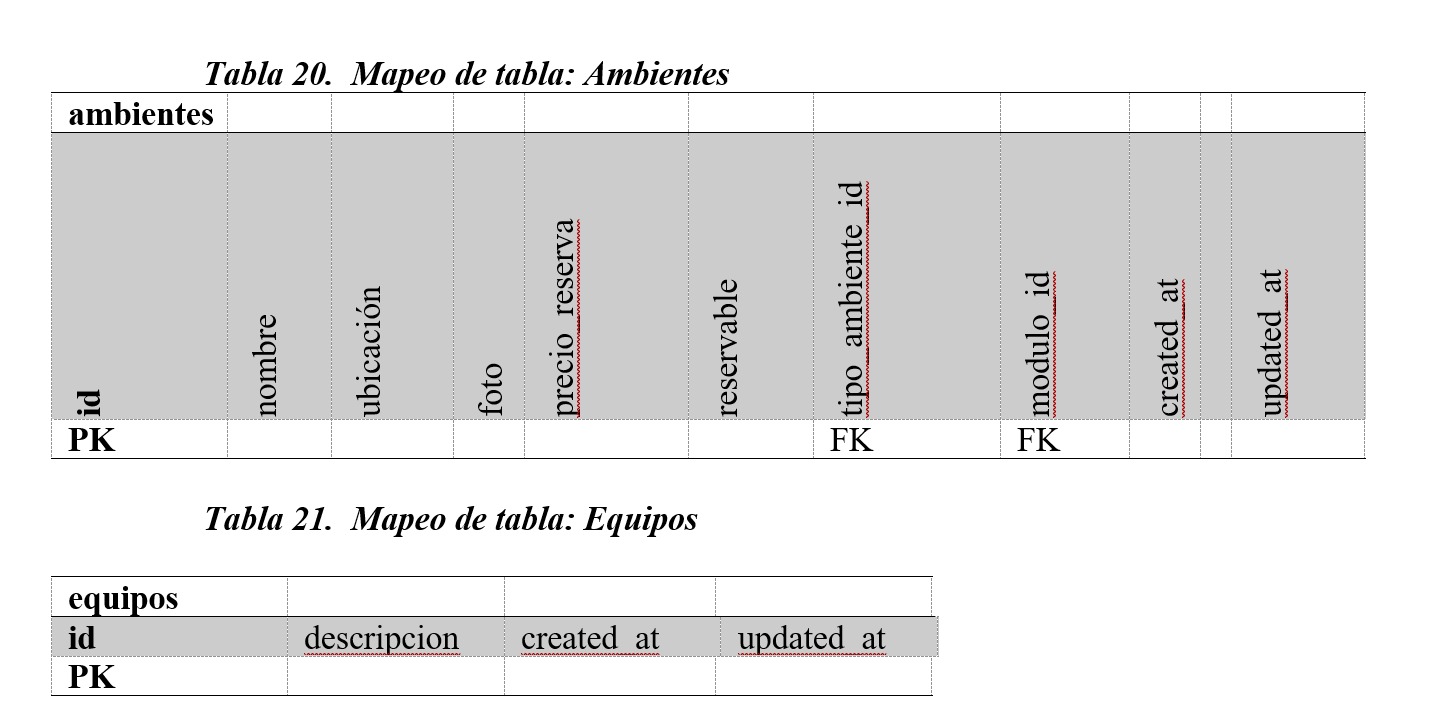 Tabla 20. Mapeo de tabla: Ambientes
ambientes
id nombre ubicación foto precio_reserva reservable tipo_ambiente_id modulo_id created_at updated_at
PK FK FK
Tabla 21. Mapeo de tabla: Equipos
equipos
id descripcion created_at updated_at
PK